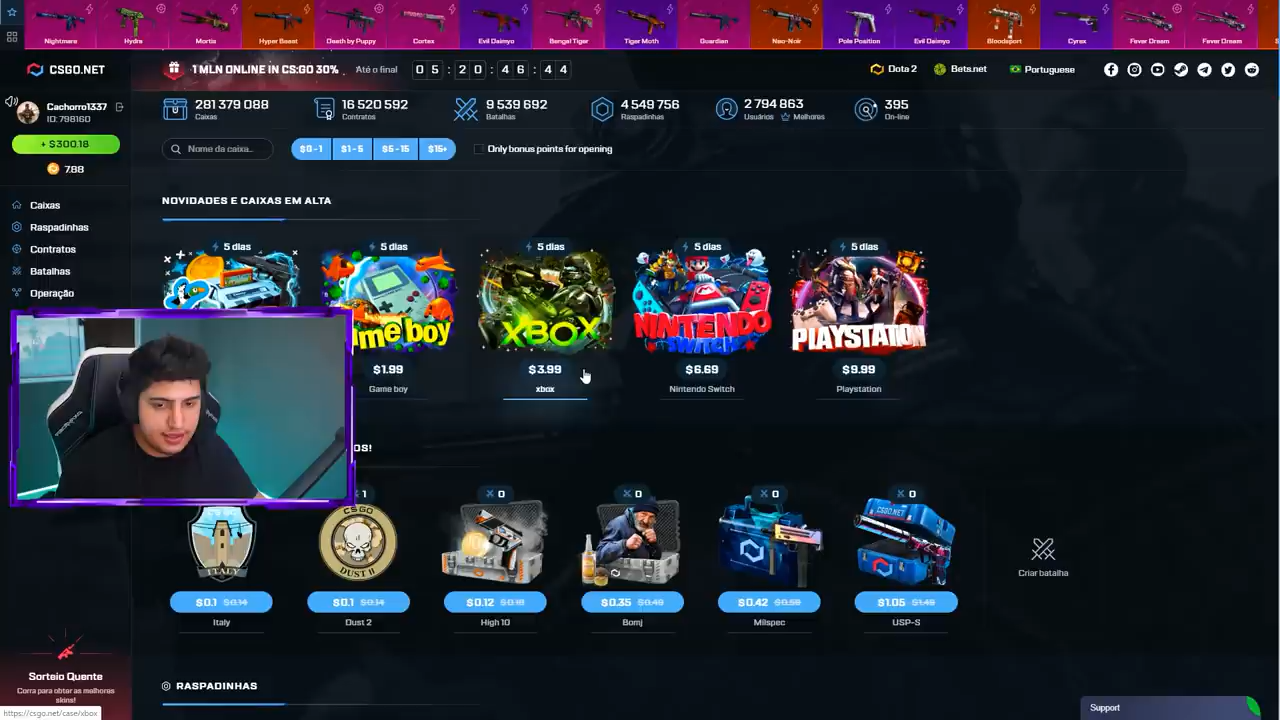 Nightmare
Hydra
Mortis
Hyper Beast
Death by Puppy
Cortex
Evil Daimyo
Bengal Tiger
Tiger Moth
Guardian
Neo-Noir
Pole Position
Evil Daimyo
Bloodsport
Cyrex
Fever Dream
Fever Dream
CSGO.NET
1 MLN ONLINE IN CS:GO 30%
Até o final
05:20:46:44
Dota 2
Bets.net
Portuguese
Cachorro1337
ID: 798160
+ $300.18
7.88
281 379 088
Caixas
16 520 592
Contratos
9 539 692
Batalhas
4 549 756
Raspadinhas
2 794 863
Usuários
Melhores
395
On-line
Nome da caixa...
$0 - 1
$1 - 5
$5 - 15
$15+
Only bonus points for opening
Caixas
Raspadinhas
Contratos
Batalhas
Operação
NOVIDADES E CAIXAS EM ALTA
5 dias
5 dias
5 dias
5 dias
5 dias
ameBoy
XBOX
NINTENDO
SWITCH
PLAYSTATION
$1.99
$3.99
$6.69
$9.99
Game boy
xbox
Nintendo Switch
Playstation
OS!
1
0
0
0
0
ITALY
CS GO
DUST II
CSGO.NET
Criar batalha
$0.1 $0.14
$0.1 $0.14
$0.12 $0.18
$0.35 $0.49
$0.42 $0.59
$1.05 $1.49
Italy
Dust 2
High 10
Bomj
Milspec
USP-S
RASPADINHAS
Sorteio Quente
Corra para obter as melhores
skins!
https://csgo.net/case/xbox
Support